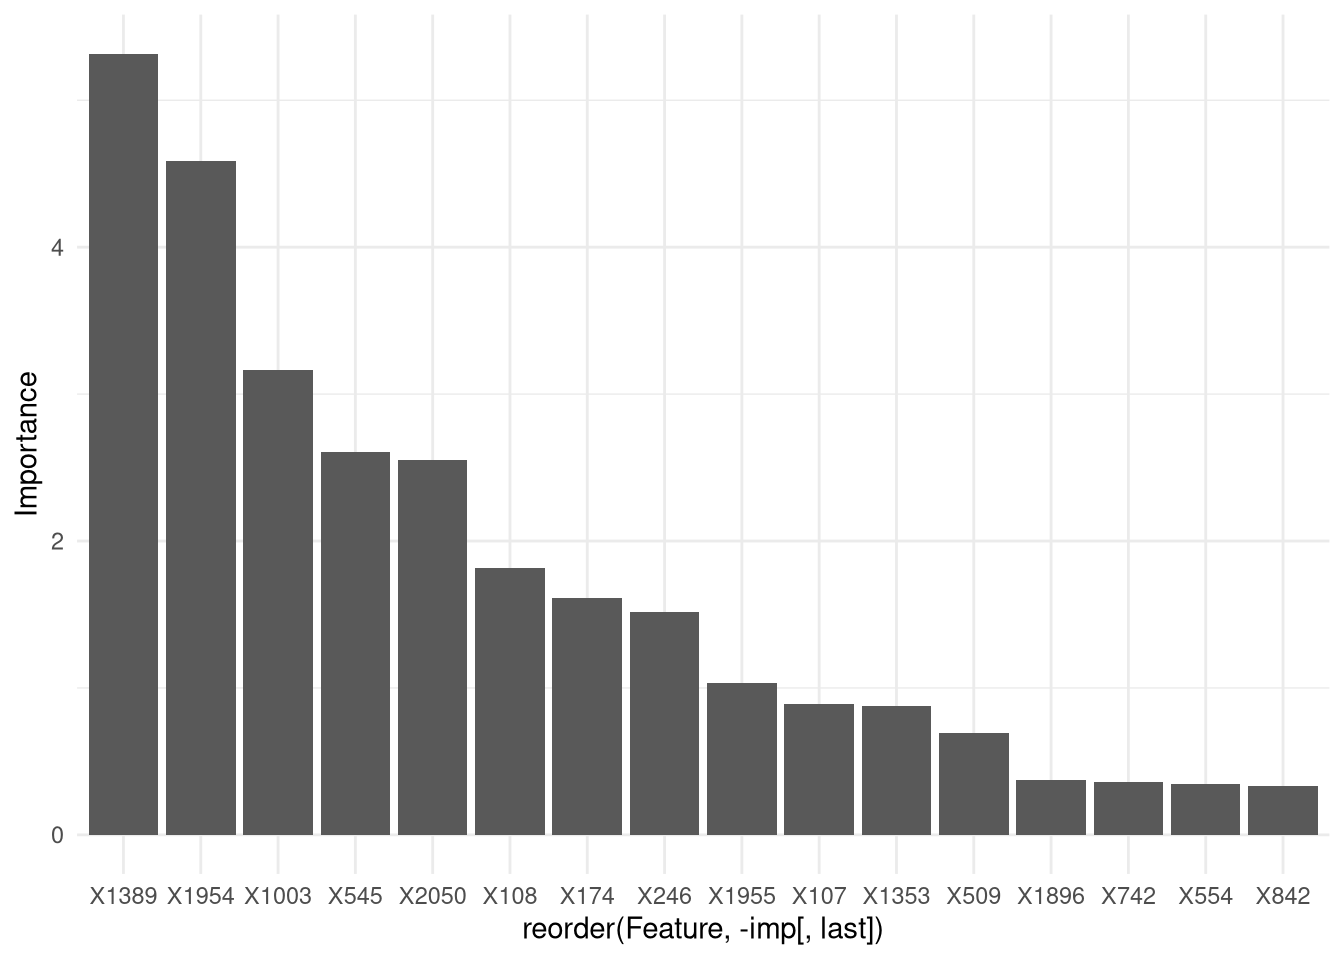 Importance
4
2
0
X1389 X1954 X1003 X545 X2050 X108 X174 X246 X1955 X107 X1353 X509 X1896 X742 X554 X842
reorder(Feature, -imp[, last])